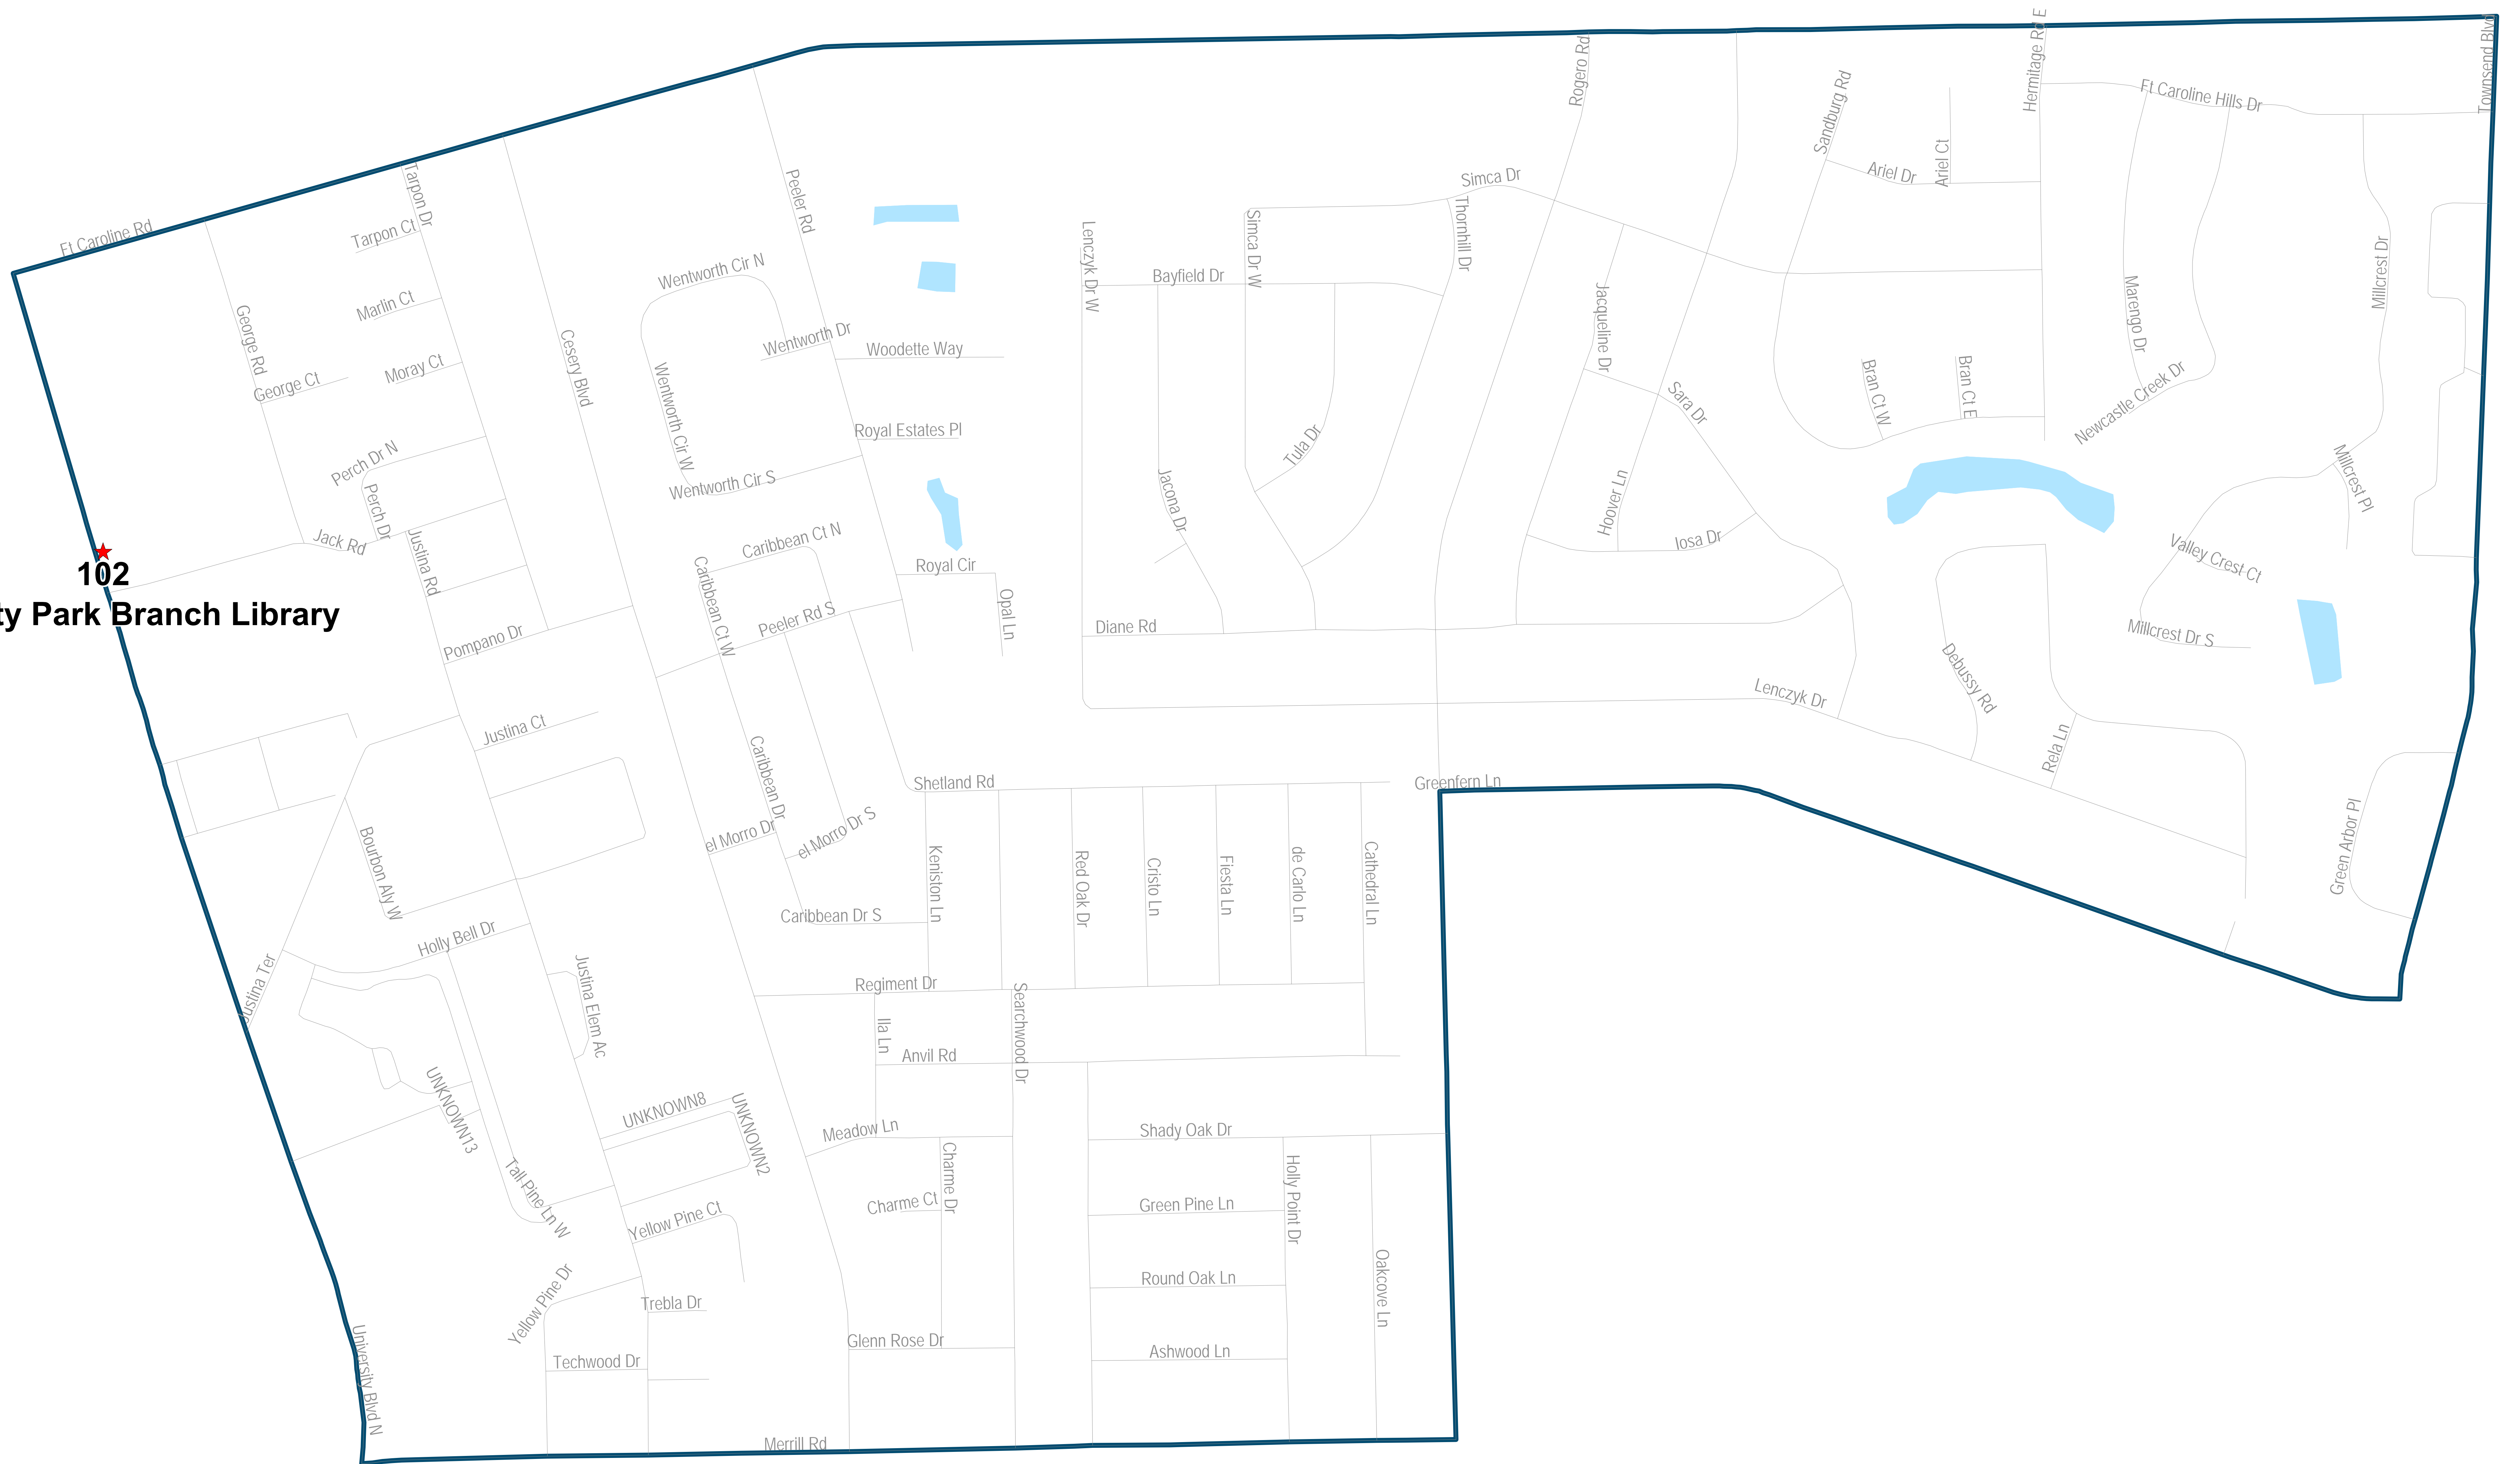 Hermitage Rd E
Townsend Blvd
Rogero Rd
Sandburg Rd
Ft Caroline Hills Dr
Ariel Dr
Ariel Ct
Simca Dr
Thornhill Dr
Tarpon Dr
Peeler Rd
Ft Caroline Rd
Tarpon Ct
Lenczyk Dr W
Simca Dr W
Bayfield Dr
Wentworth Cir N
Marlin Ct
George Rd
Wentworth Dr
Woodette Way
Cesery Blvd
Jacqueline Dr
Marengo Dr
Millcrest Dr
Moray Ct
George Ct
Wentworth Cir W
Bran Ct W
Bran Ct E
Sara Dr
Newcastle Creek Dr
Royal Estates Pl
Tula Dr
Perch Dr N
Perch Dr
Wentworth Cir S
Jacona Dr
Hoover Ln
Millcrest Pl
Jack Rd
Justina Rd
Caribbean Ct N
Iosa Dr
Valley Crest Ct
102
ty Park Branch Library
Royal Cir
Opal Ln
Caribbean Ct W
Peeler Rd S
Diane Rd
Pompano Dr
Millcrest Dr S
Debussy Rd
Lenczyk Dr
Justina Ct
Rela Ln
Caribbean Dr
Shetland Rd
Greenfern Ln
el Morro Dr
el Morro Dr S
Green Arbor Pl
Bourbon Aly W
Keniston Ln
Red Oak Dr
Cristo Ln
Fiesta Ln
de Carlo Ln
Cathedral Ln
Caribbean Dr S
Holly Bell Dr
Justina Ter
Justina Elem Ac
Regiment Dr
Searchwood Dr
Ila Ln
Anvil Rd
UNKNOWN13
UNKNOWN8
UNKNOWN2
Meadow Ln
Shady Oak Dr
Charme Dr
Charme Ct
Tall Pine Ln W
Green Pine Ln
Holly Point Dr
Yellow Pine Ct
Oakcove Ln
Round Oak Ln
Yellow Pine Dr
Trebla Dr
Glenn Rose Dr
Ashwood Ln
Techwood Dr
University Blvd N
Merrill Rd